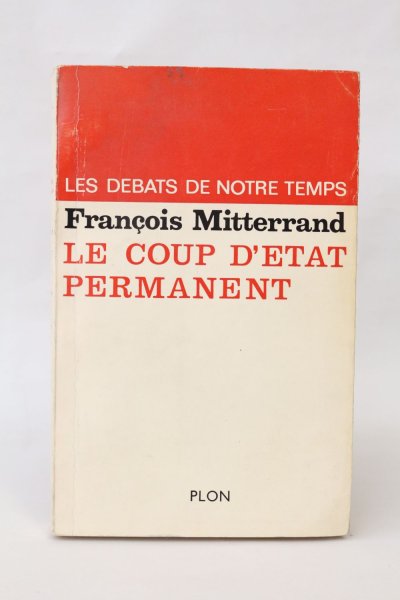 LES DEBATS DE NOTRE TEMPS
François Mitterrand
LE COUP D'ETAT
PERMANENT
PLON